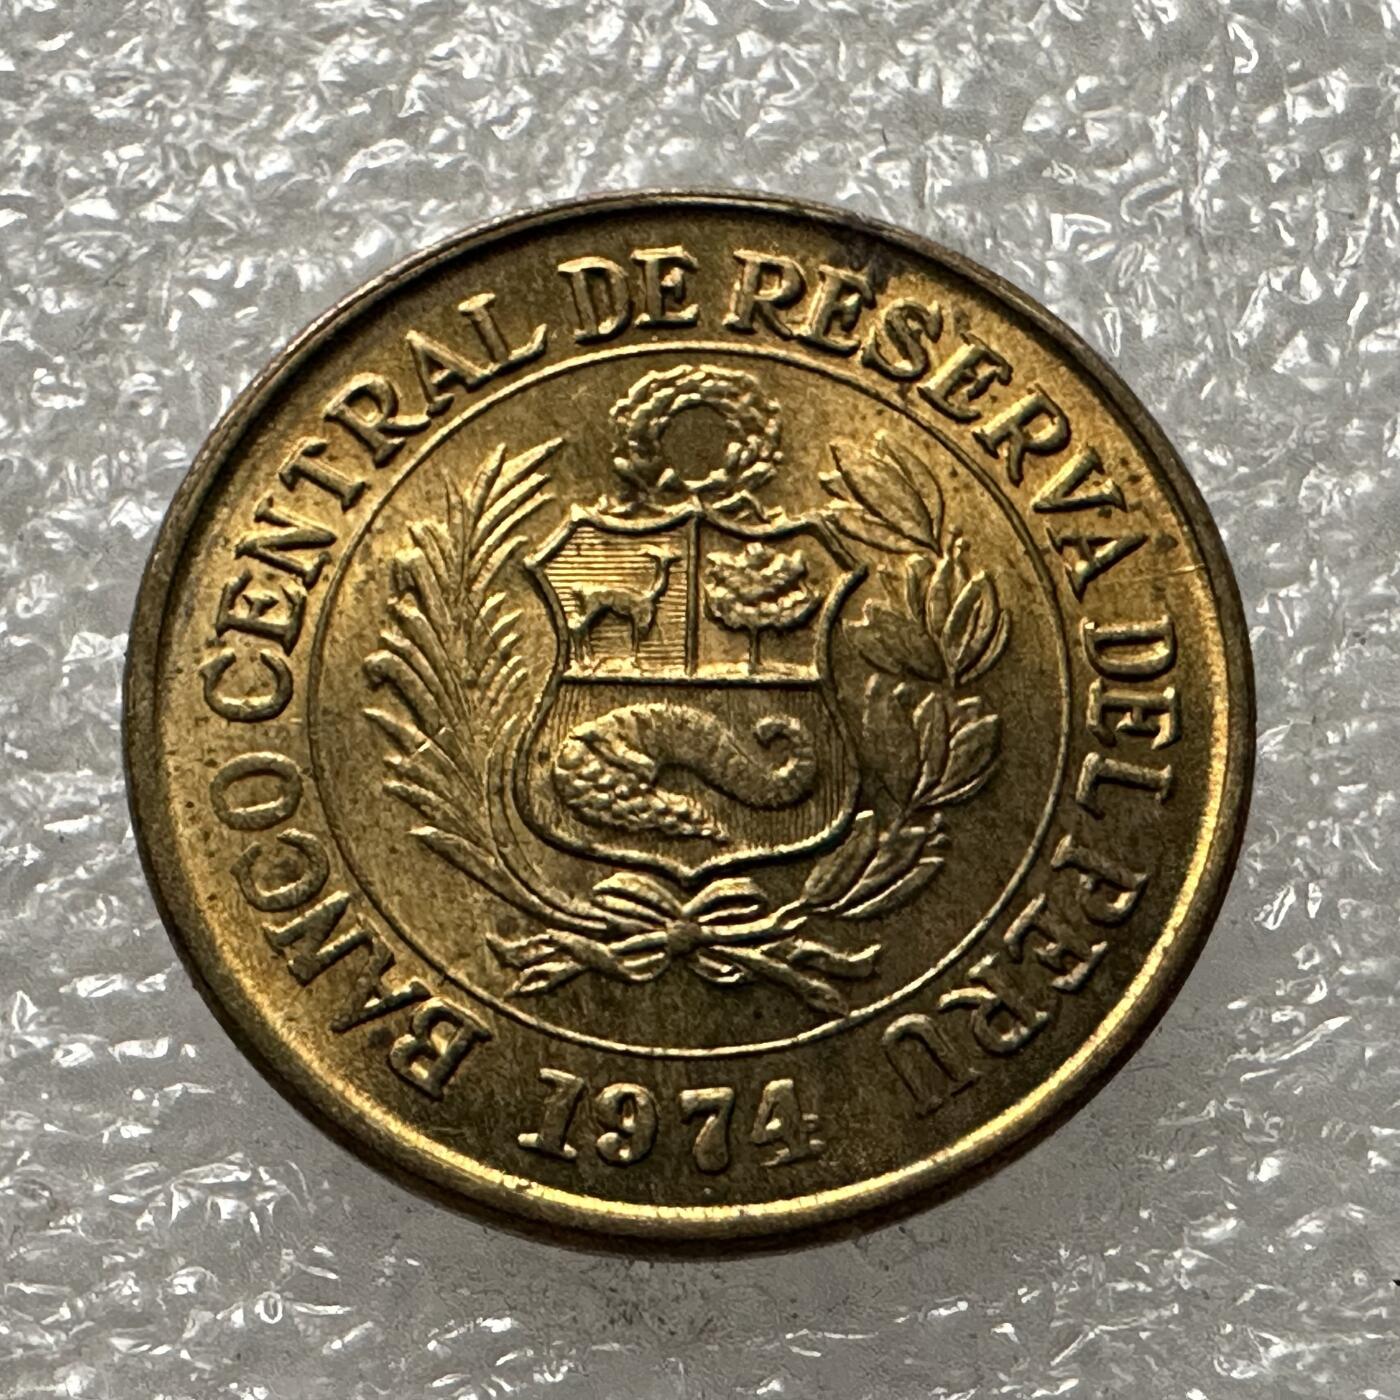 BANCO CENTRAL DE RESERVA DEL PERU
1974